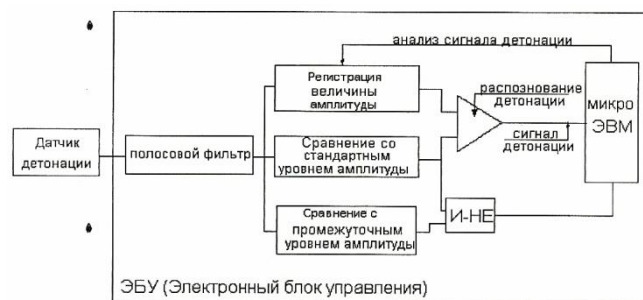 анализ сигнала детонации
Регистрация
величины
амплитуды
распознование
детонации
микро
ЭВМ
Датчик
детонации
полосовой фильтр
Сравнение со
стандартным
уровнем амплитуды
сигнал
детонации
Сравнение с
промежуточным
уровнем амплитуды
И-НЕ
ЭБУ (Электронный блок управления)